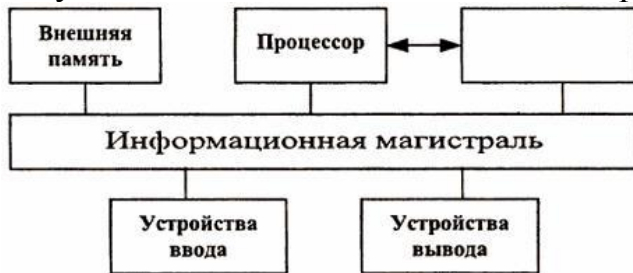 Внешняя
память
Процессор
Информационная магистраль
Устройства
ввода
Устройства
вывода